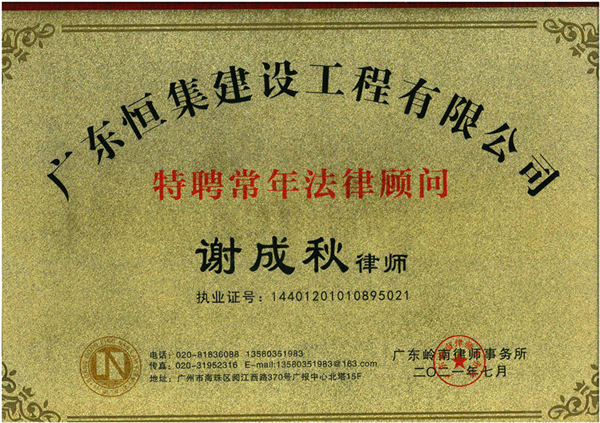 广东恒集建设工程有限公司
特聘常年法律顾问
谢成秋律师
执业证号：14401201010895021
电话：020-81836088 13580351983
传真：020-31952316 E-mail:13580351983@163.com
地址：广州市海珠区阅江西路370号广报中心北塔15F
广东岭南律师事务所
二〇二一年七月